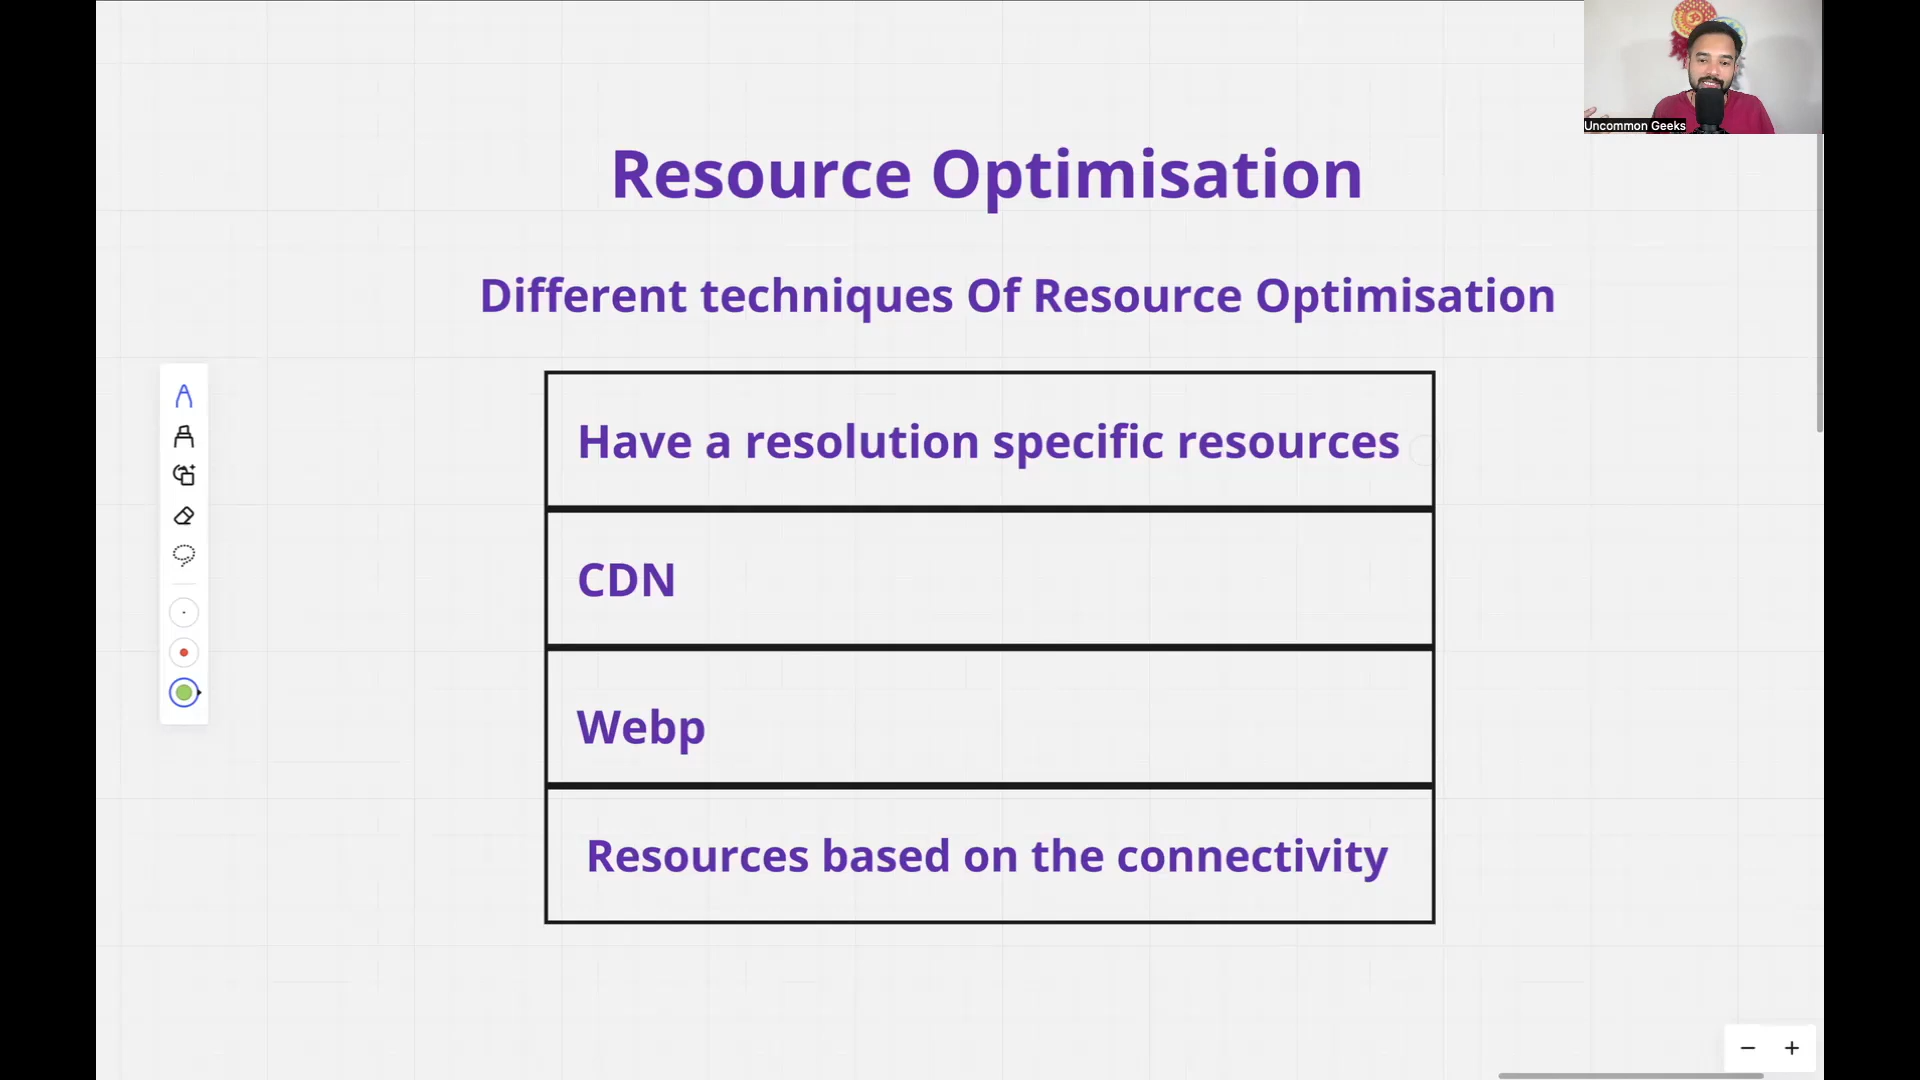 Uncommon Geeks
Resource Optimisation
Different techniques Of Resource Optimisation
Have a resolution specific resources
CDN
Webp
Resources based on the connectivity